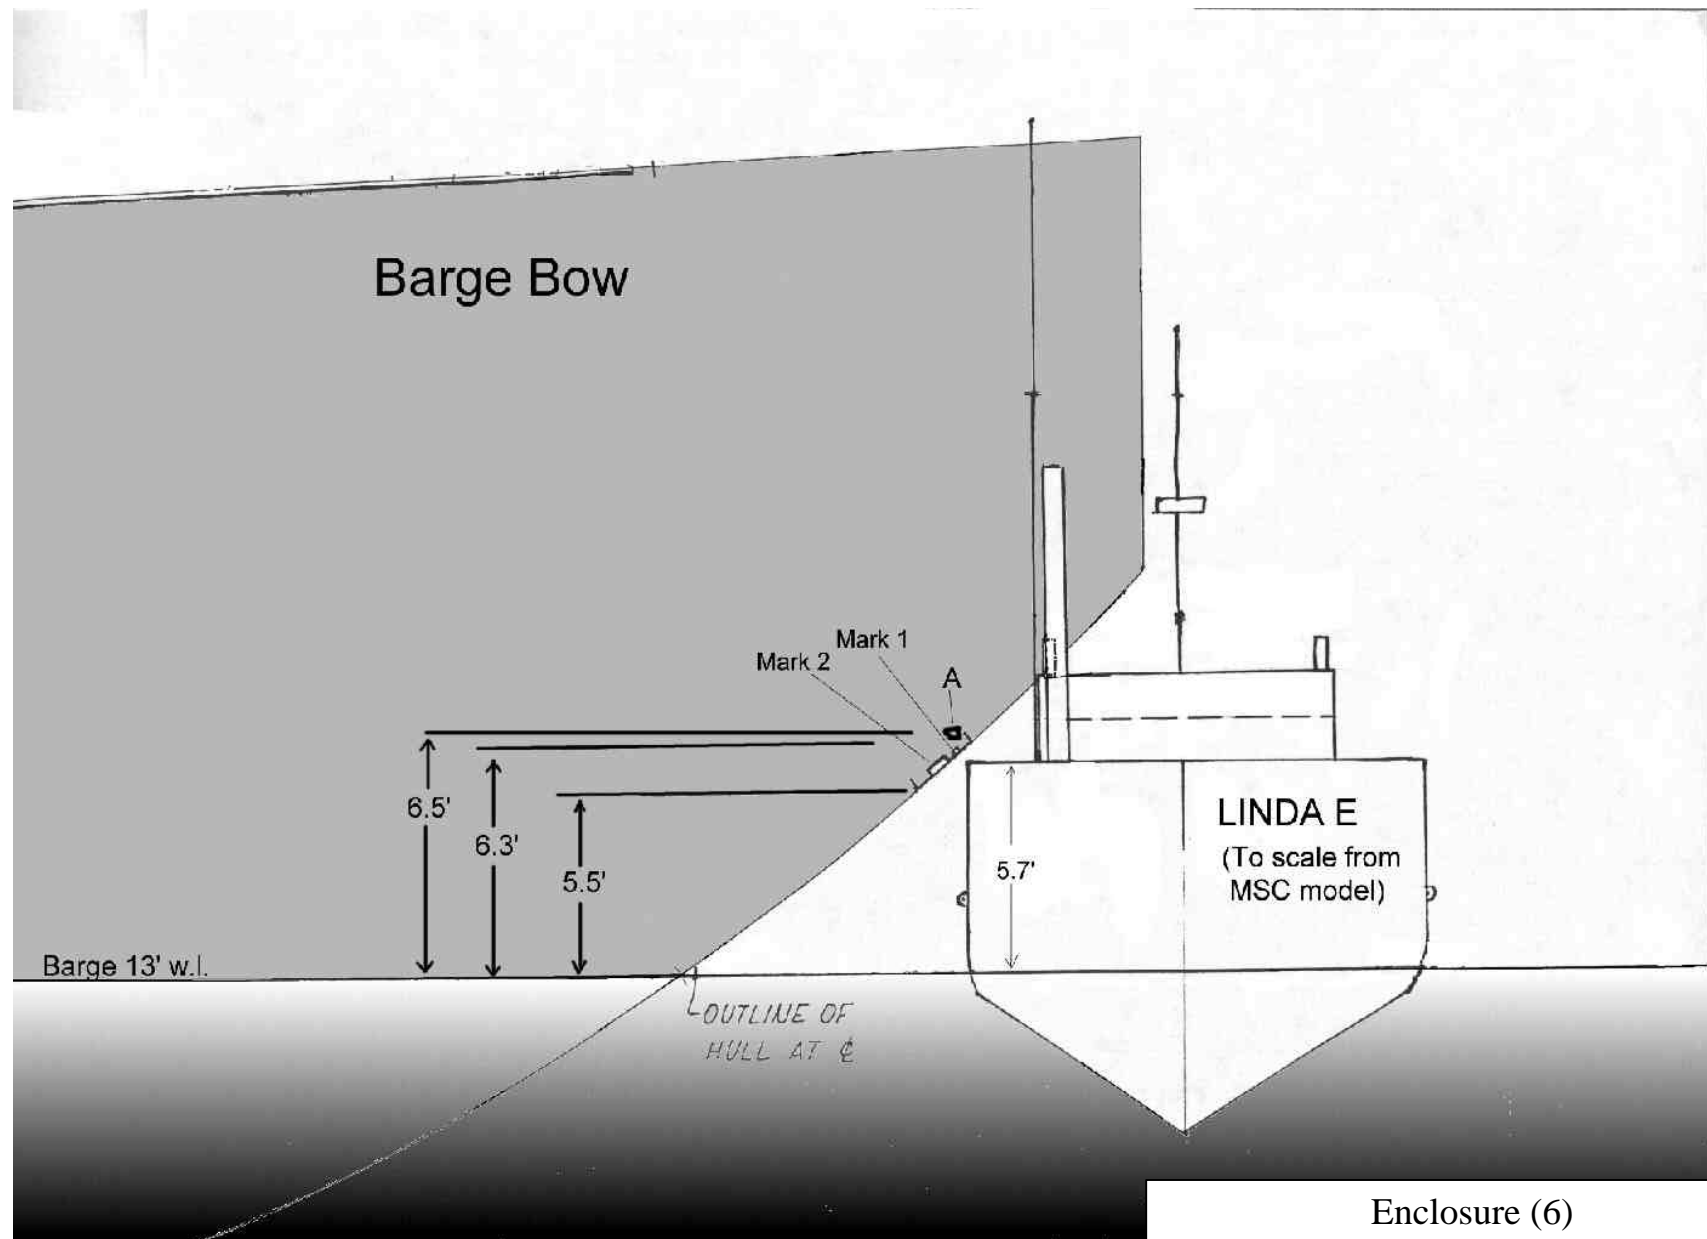 Barge Bow
Mark 1
Mark 2
A
6.5'
6.3'
5.5'
5.7'
LINDA E
(To scale from
MSC model)
Barge 13' w.l.
OUTLINE OF
HULL AT ℄
Enclosure (6)